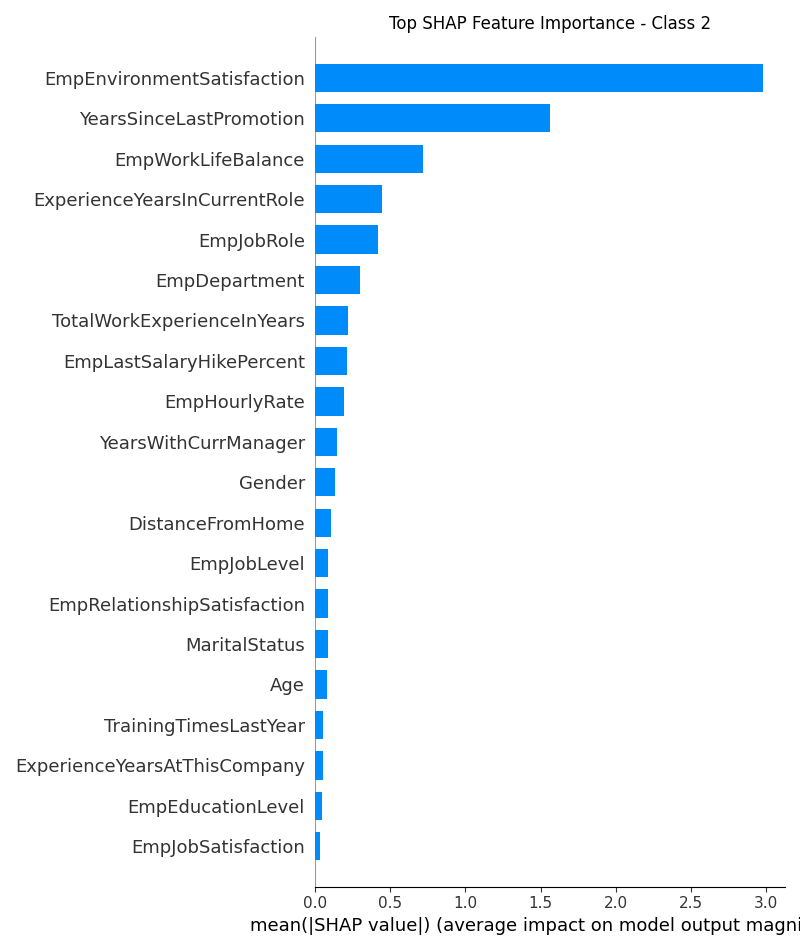 Top SHAP Feature Importance - Class 2
EmpEnvironmentSatisfaction
YearsSinceLastPromotion
EmpWorkLifeBalance
ExperienceYearsInCurrentRole
EmpJobRole
EmpDepartment
TotalWorkExperienceInYears
EmpLastSalaryHikePercent
EmpHourlyRate
YearsWithCurrManager
Gender
DistanceFromHome
EmpJobLevel
EmpRelationshipSatisfaction
MaritalStatus
Age
TrainingTimesLastYear
ExperienceYearsAtThisCompany
EmpEducationLevel
EmpJobSatisfaction
0.0 0.5 1.0 1.5 2.0 2.5 3.0
mean(|SHAP value|) (average impact on model output magni